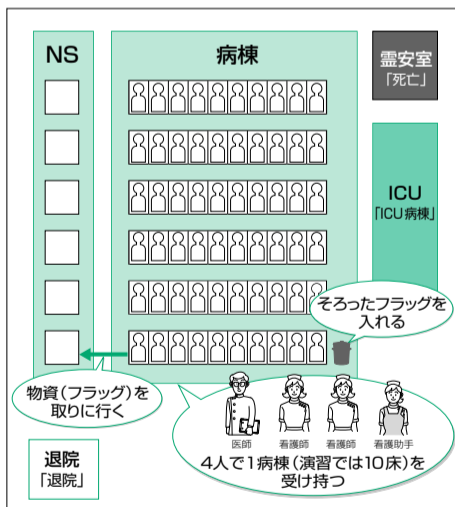 NS
病棟
霊安室
「死亡」
ICU
「ICU病棟」
そろったフラッグを
入れる
物資（フラッグ）を
取りに行く
医師
看護師
看護師
看護助手
4人で1病棟（演習では10床）を
受け持つ
退院
「退院」